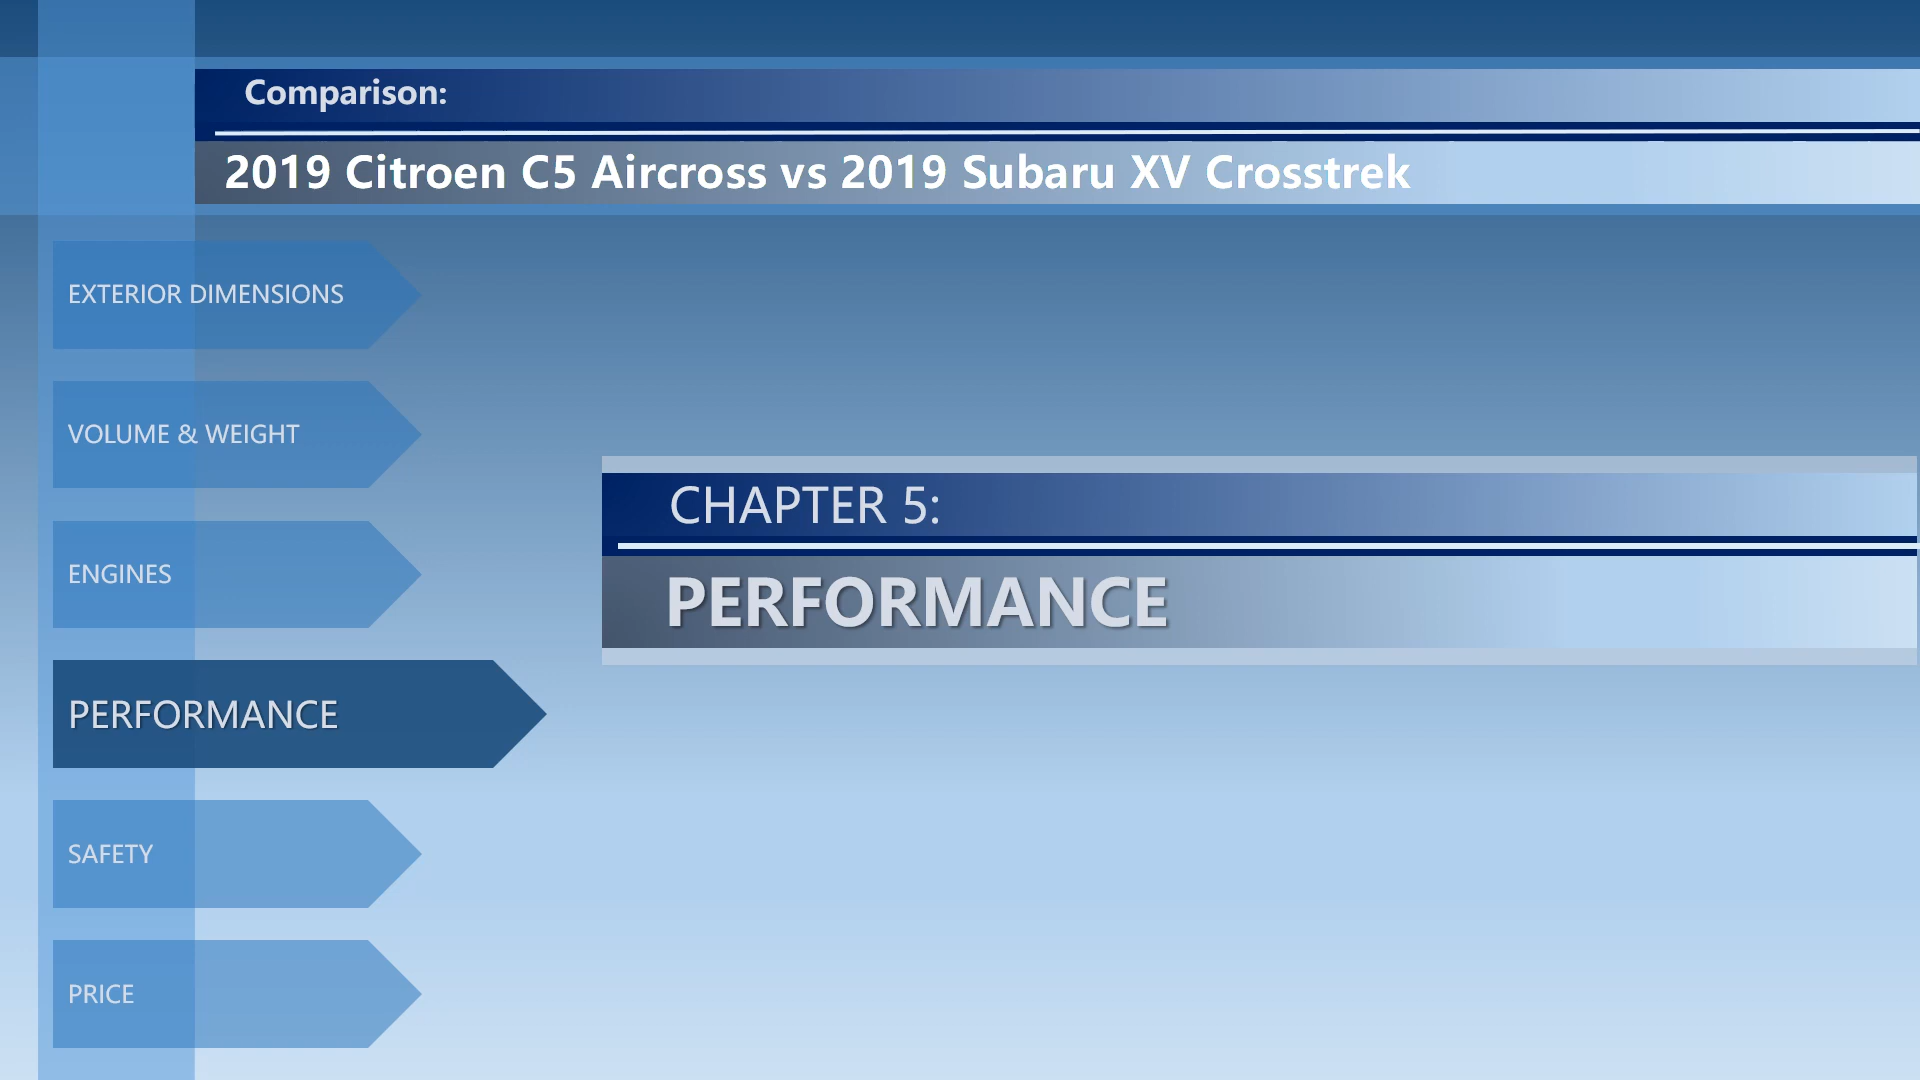 Comparison:
2019 Citroen C5 Aircross vs 2019 Subaru XV Crosstrek
EXTERIOR DIMENSIONS
VOLUME & WEIGHT
ENGINES
PERFORMANCE
SAFETY
PRICE
CHAPTER 5:
PERFORMANCE